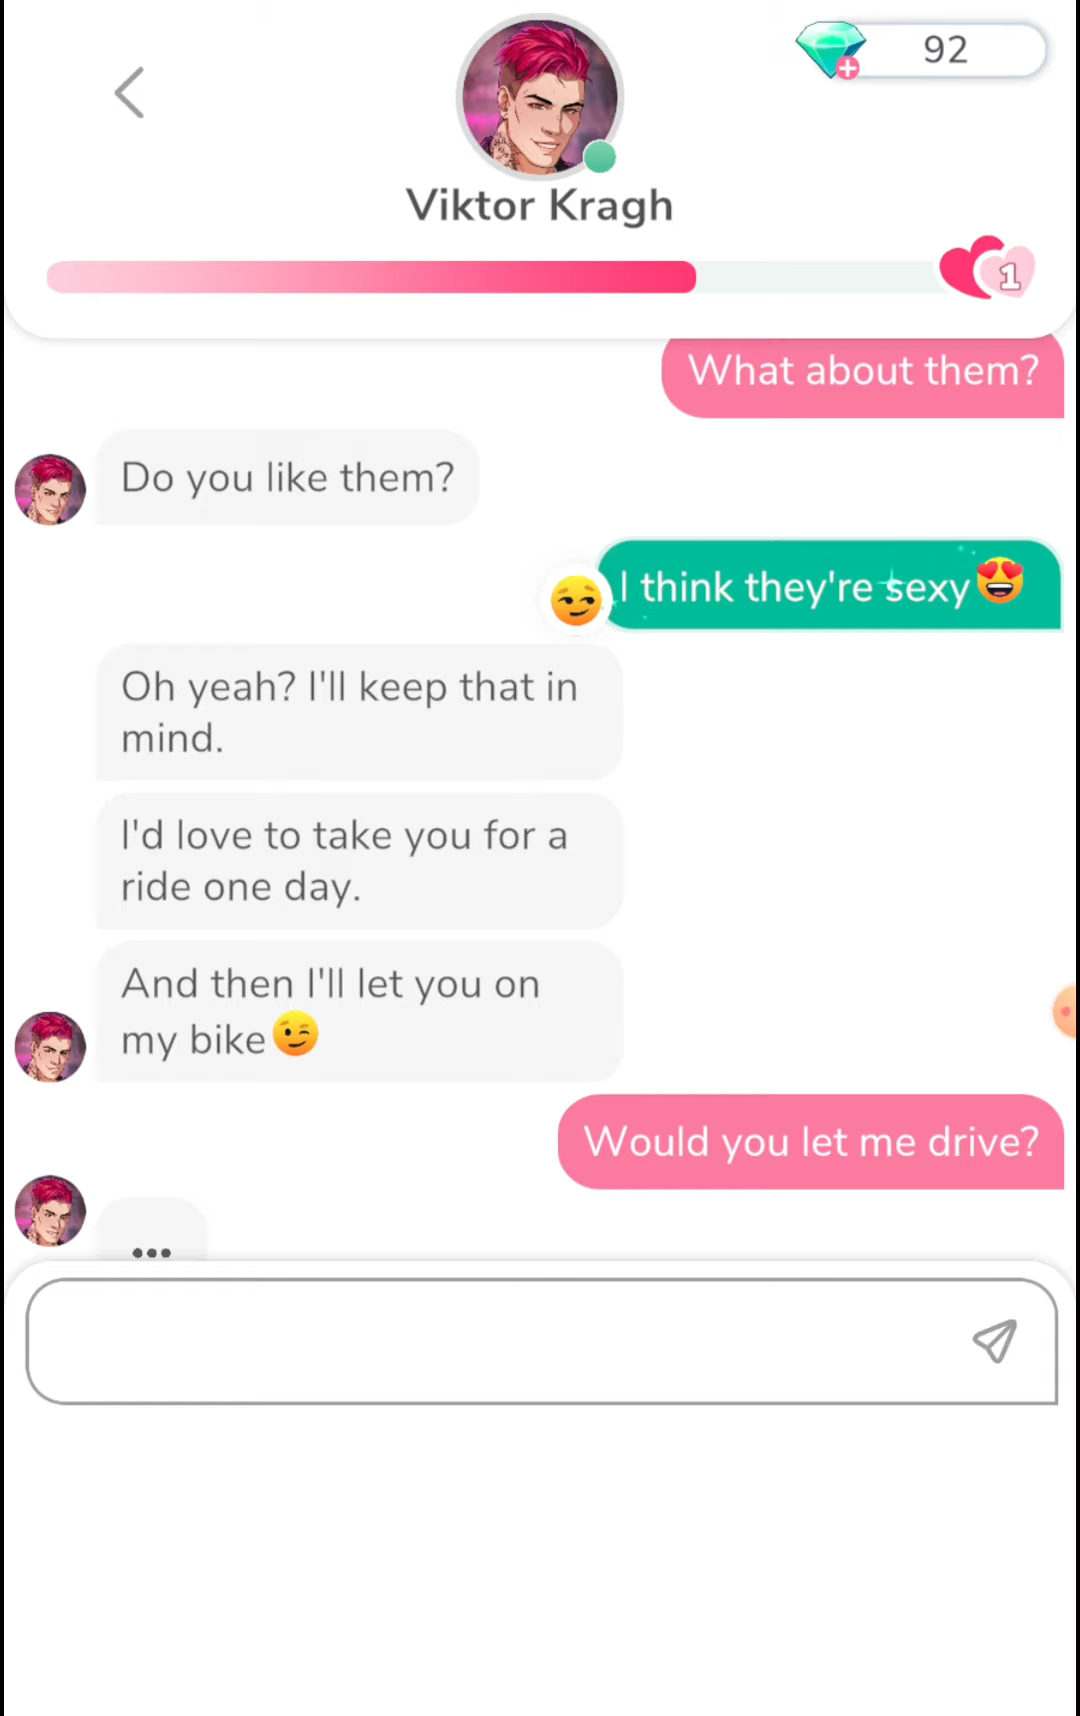 92
Viktor Kragh
1
What about them?
Do you like them?
I think they're sexy😍
Oh yeah? I'll keep that in
mind.
I'd love to take you for a
ride one day.
And then I'll let you on
my bike😉
Would you let me drive?
...